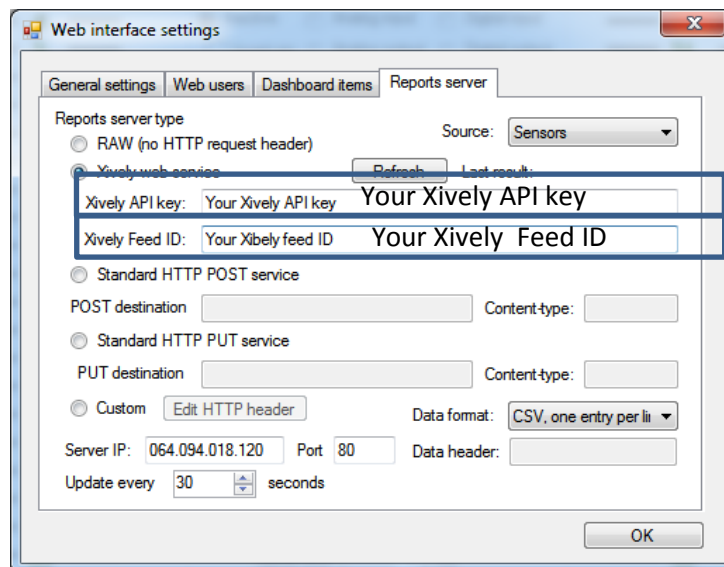 Web interface settings
General settings Web users Dashboard items Reports server
Reports server type
RAW (no HTTP request header) Source: Sensors
Xively web service Refresh Last result:
Xively API key: Your Xively API key Your Xively API key
Xively Feed ID: Your Xibely feed ID Your Xively Feed ID
Standard HTTP POST service
POST destination Content-type:
Standard HTTP PUT service
PUT destination Content-type:
Custom Edit HTTP header Data format: CSV, one entry per li
Server IP: 064.094.018.120 Port 80 Data header:
Update every 30 seconds
OK